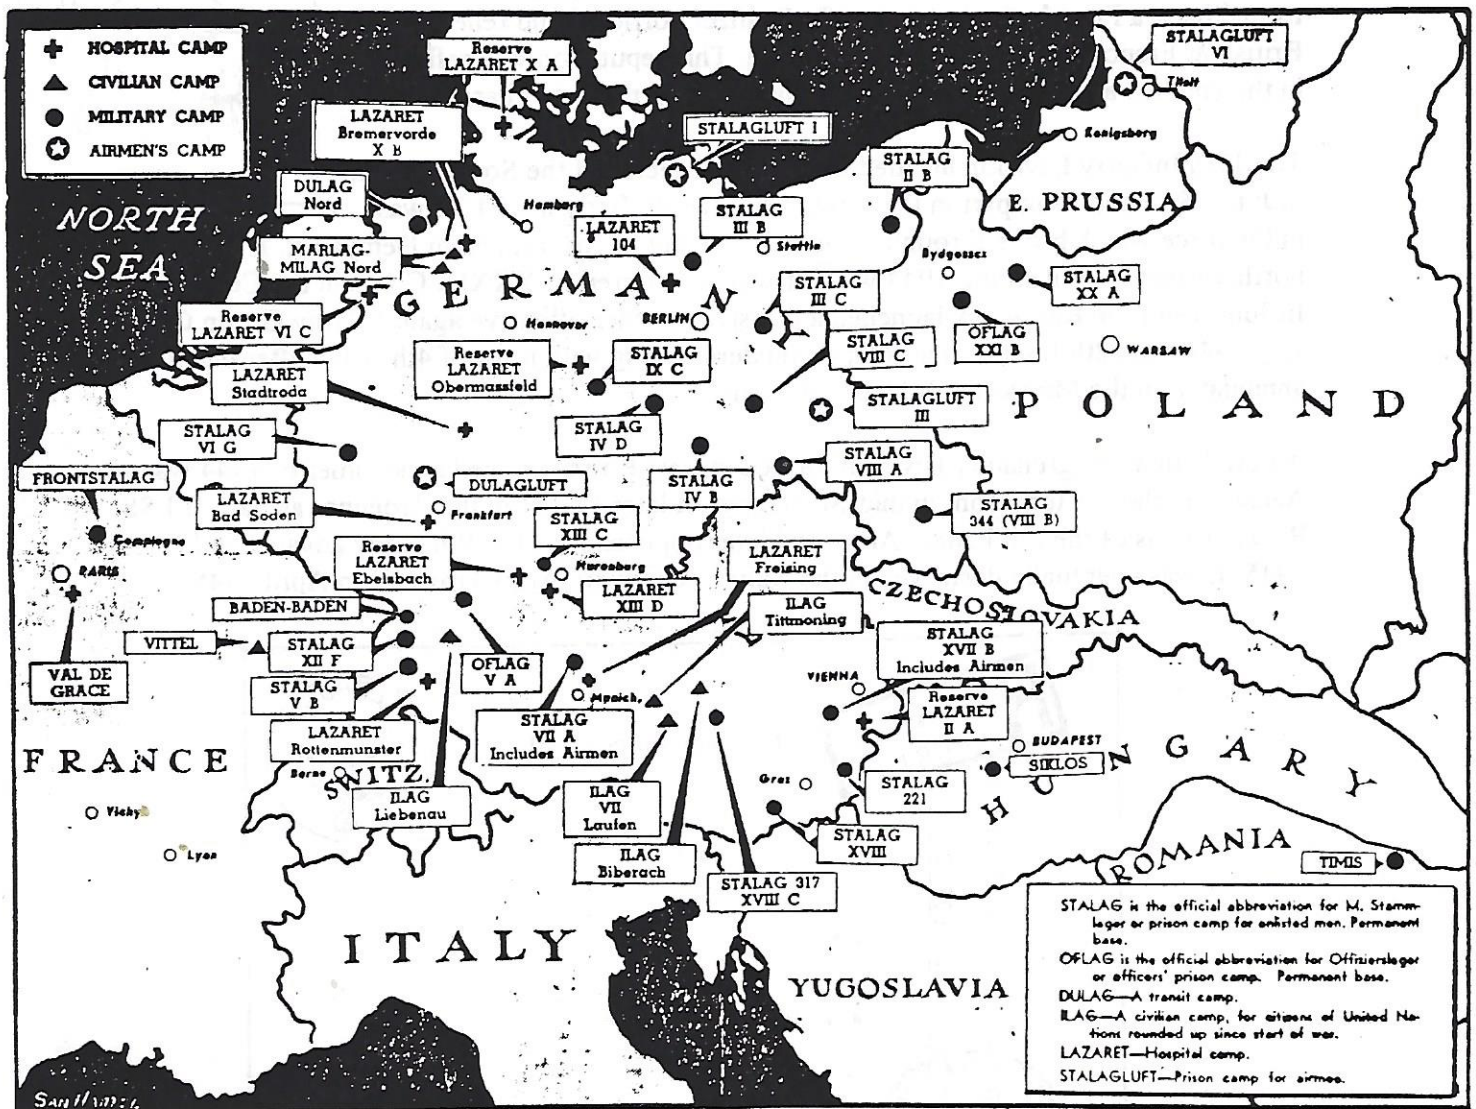 HOSPITAL CAMP
CIVILIAN CAMP
MILITARY CAMP
AIRMEN'S CAMP
Reserve
LAZARET X A
STALAGLUFT
VI
Tilsit
LAZARET
Bremervorde
X B
STALAGLUFT I
Konigsberg
STALAG
II B
DULAG
Nord
NORTH
SEA
Hamburg
LAZARET
104
STALAG
III B
Stettin
E. PRUSSIA
MARLAG-
MILAG Nord
Bydgoszcz
STALAG
XX A
GERMANY
STALAG
III C
Reserve
LAZARET VI C
Hannover
BERLIN
OFLAG
XXI B
WARSAW
STALAG
VIII C
Reserve
LAZARET
Obermassfeld
STALAG
IX C
LAZARET
Stadtroda
STALAGLUFT
III
POLAND
STALAG
VI G
STALAG
IV D
STALAG
VIII A
FRONTSTALAG
DULAGLUFT
STALAG
IV B
LAZARET
Bad Soden
Frankfurt
STALAG
344 (VIII B)
Compiegne
STALAG
XIII C
Reserve
LAZARET
Ebelsbach
Nurenburg
LAZARET
Freising
PARIS
LAZARET
XIII D
CZECHOSLOVAKIA
BADEN-BADEN
ILAG
Tittmoning
VITTEL
STALAG
XII F
STALAG
XVII B
Includes Airmen
VAL DE
GRACE
OFLAG
V A
STALAG
V B
VIENNA
Munich
Reserve
LAZARET
II A
LAZARET
Rottenmunster
STALAG
VII A
Includes Airmen
BUDAPEST
FRANCE
HUNGARY
SIKLOS
Berne
SWITZ.
Graz
STALAG
221
ILAG
Liebenau
ILAG
VII
Laufen
Vichy
STALAG
XVIII
Lyon
ILAG
Biberach
ROMANIA
TIMIS
STALAG 317
XVIII C
ITALY
YUGOSLAVIA
STALAG is the official abbreviation for M. Stamm-
lager or prison camp for enlisted men. Permanent
base.
OFLAG is the official abbreviation for Offizierslager
or officers' prison camp. Permanent base.
DULAG—A transit camp.
ILAG—A civilian camp, for citizens of United Na-
tions rounded up since start of war.
LAZARET—Hospital camp.
STALAGLUFT—Prison camp for airmen.